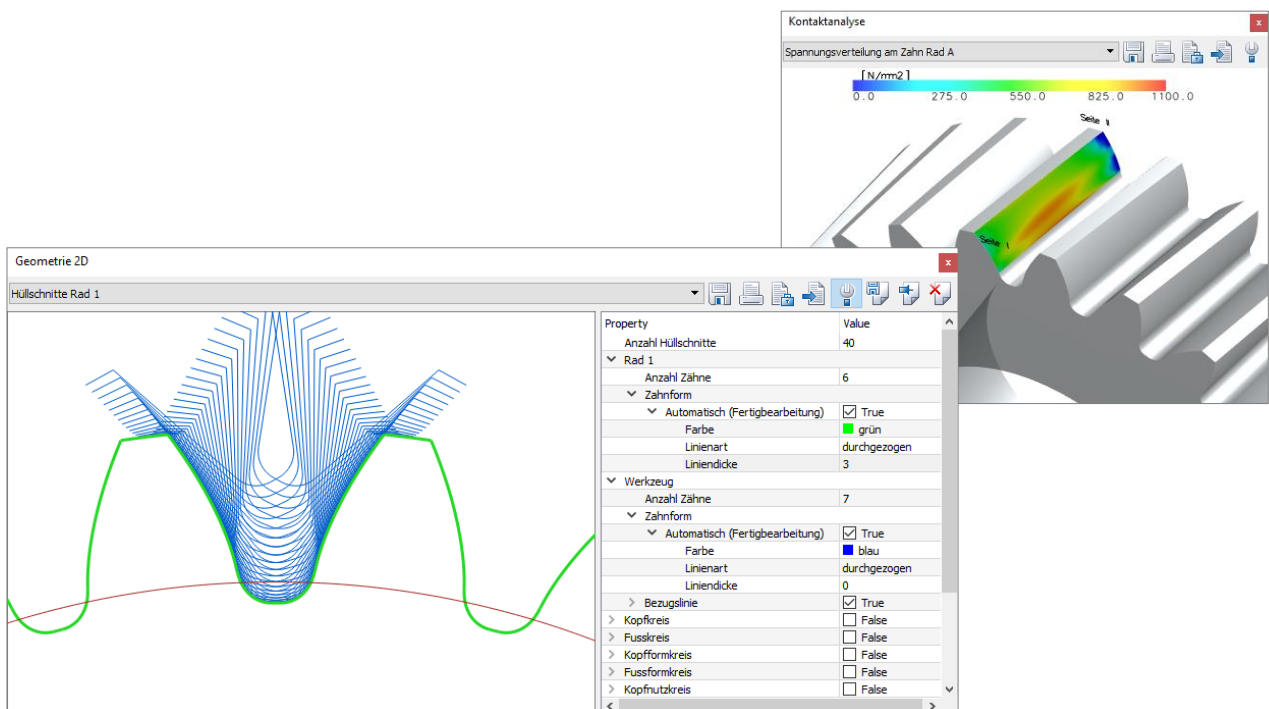 Kontaktanalyse
Spannungsverteilung am Zahn Rad A
[N/mm2]
0.0 275.0 550.0 825.0 1100.0
Seite II
Seite I
Geometrie 2D
Hüllschnitte Rad 1
Property Value
Anzahl Hüllschnitte 40
Rad 1
Anzahl Zähne 6
Zahnform
Automatisch (Fertigbearbeitung) True
Farbe grün
Linienart durchgezogen
Liniendicke 3
Werkzeug
Anzahl Zähne 7
Zahnform
Automatisch (Fertigbearbeitung) True
Farbe blau
Linienart durchgezogen
Liniendicke 0
Bezugslinie True
Kopfkreis False
Fusskreis False
Kopfformkreis False
Fussformkreis False
Kopfnutzkreis False